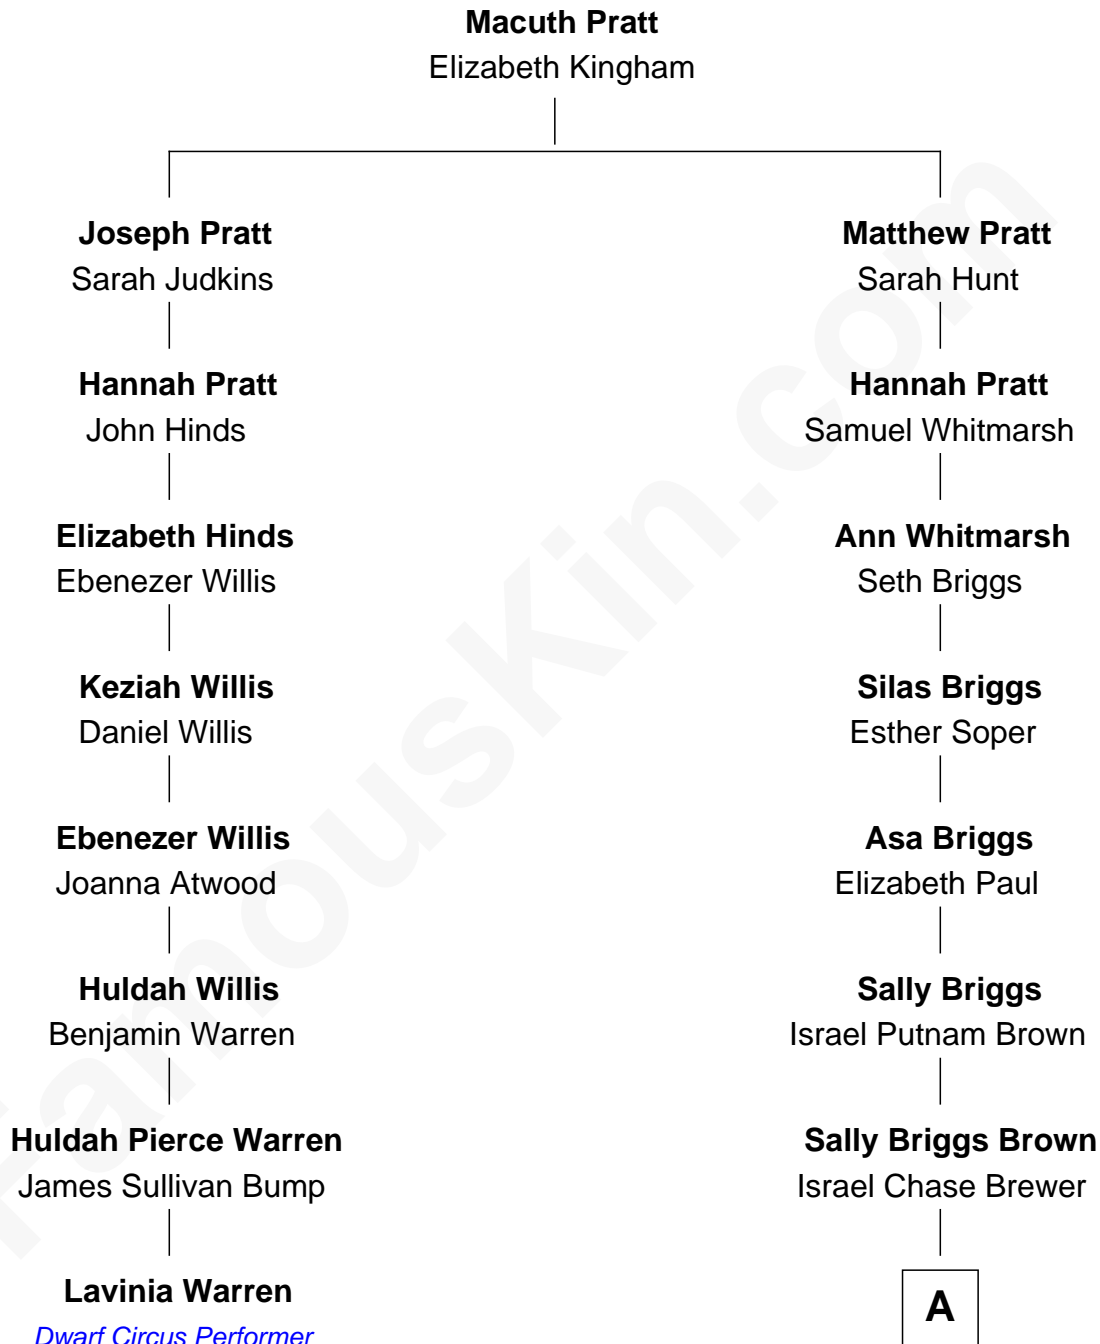 Macuth Pratt
Elizabeth Kingham
Joseph Pratt
Sarah Judkins
Hannah Pratt
John Hinds
Elizabeth Hinds
Ebenezer Willis
Keziah Willis
Daniel Willis
Ebenezer Willis
Joanna Atwood
Huldah Willis
Benjamin Warren
Huldah Pierce Warren
James Sullivan Bump
Lavinia Warren
Dwarf Circus Performer
Matthew Pratt
Sarah Hunt
Hannah Pratt
Samuel Whitmarsh
Ann Whitmarsh
Seth Briggs
Silas Briggs
Esther Soper
Asa Briggs
Elizabeth Paul
Sally Briggs
Israel Putnam Brown
Sally Briggs Brown
Israel Chase Brewer
A
FamousKin.com